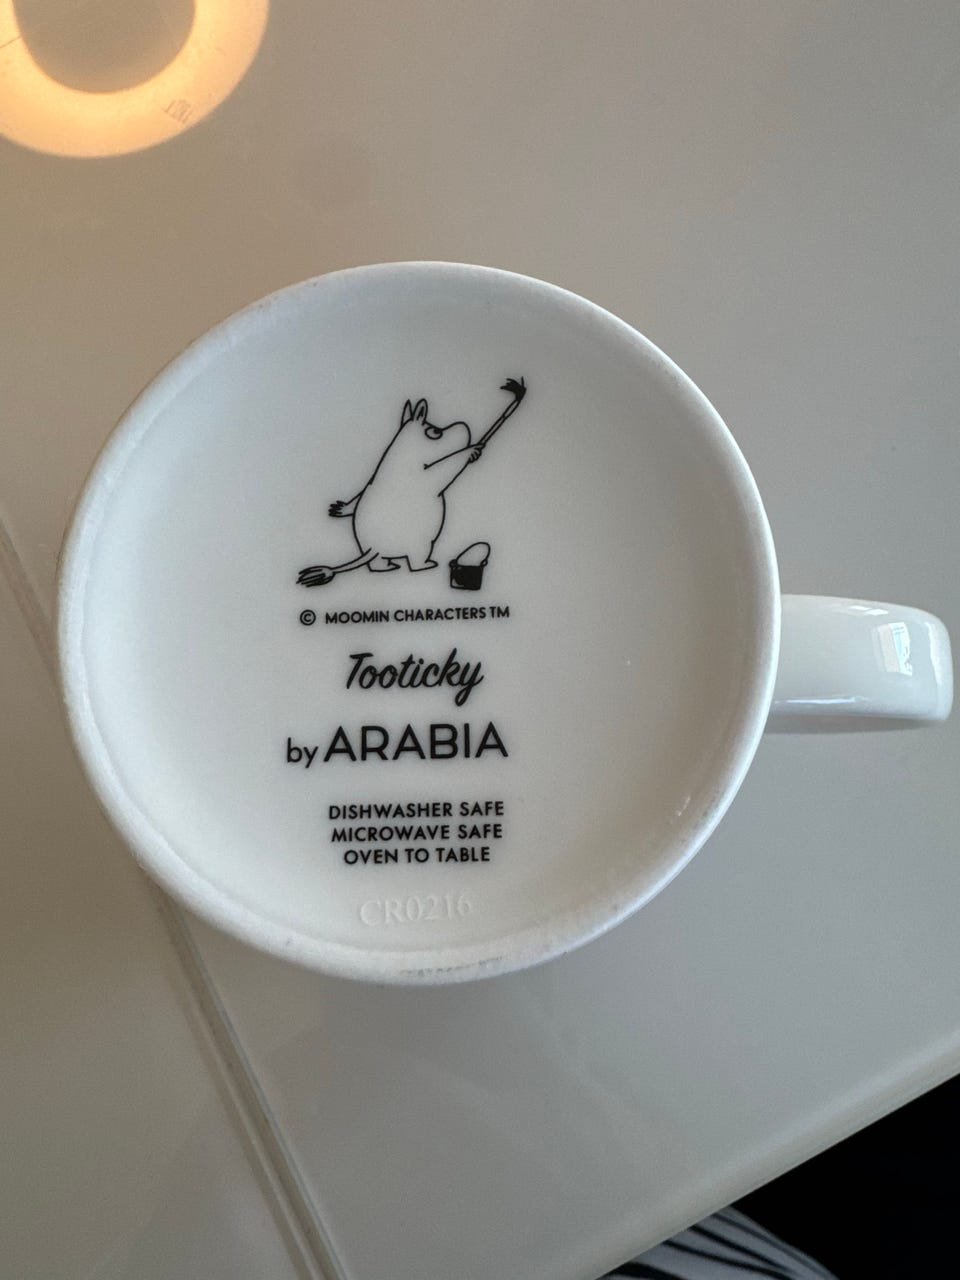 © MOOMIN CHARACTERS TM
Tooticky
by ARABIA
DISHWASHER SAFE
MICROWAVE SAFE
OVEN TO TABLE
CR0216